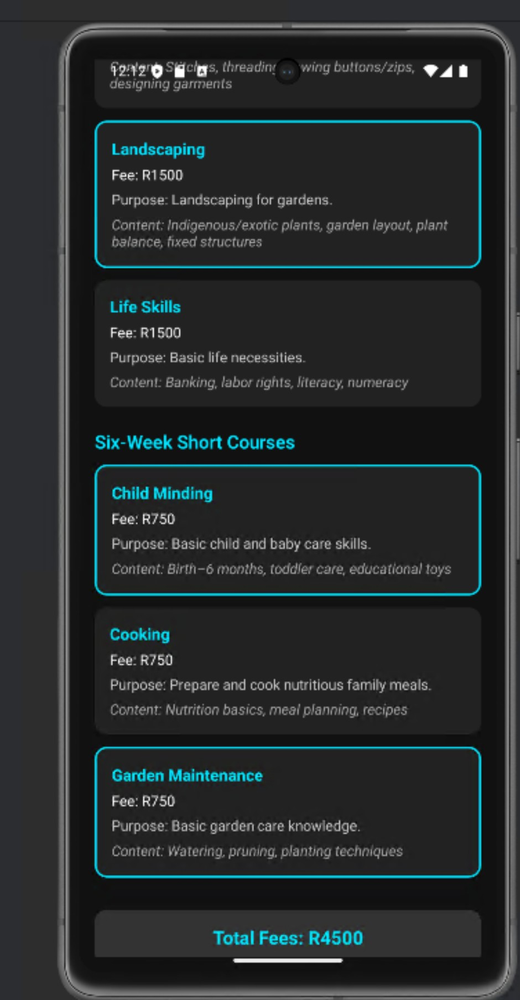 Content: Stitches, threading, wing buttons/zips,
12:12
designing garments
Landscaping
Fee: R1500
Purpose: Landscaping for gardens.
Content: Indigenous/exotic plants, garden layout, plant
balance, fixed structures
Life Skills
Fee: R1500
Purpose: Basic life necessities.
Content: Banking, labor rights, literacy, numeracy
Six-Week Short Courses
Child Minding
Fee: R750
Purpose: Basic child and baby care skills.
Content: Birth–6 months, toddler care, educational toys
Cooking
Fee: R750
Purpose: Prepare and cook nutritious family meals.
Content: Nutrition basics, meal planning, recipes
Garden Maintenance
Fee: R750
Purpose: Basic garden care knowledge.
Content: Watering, pruning, planting techniques
Total Fees: R4500